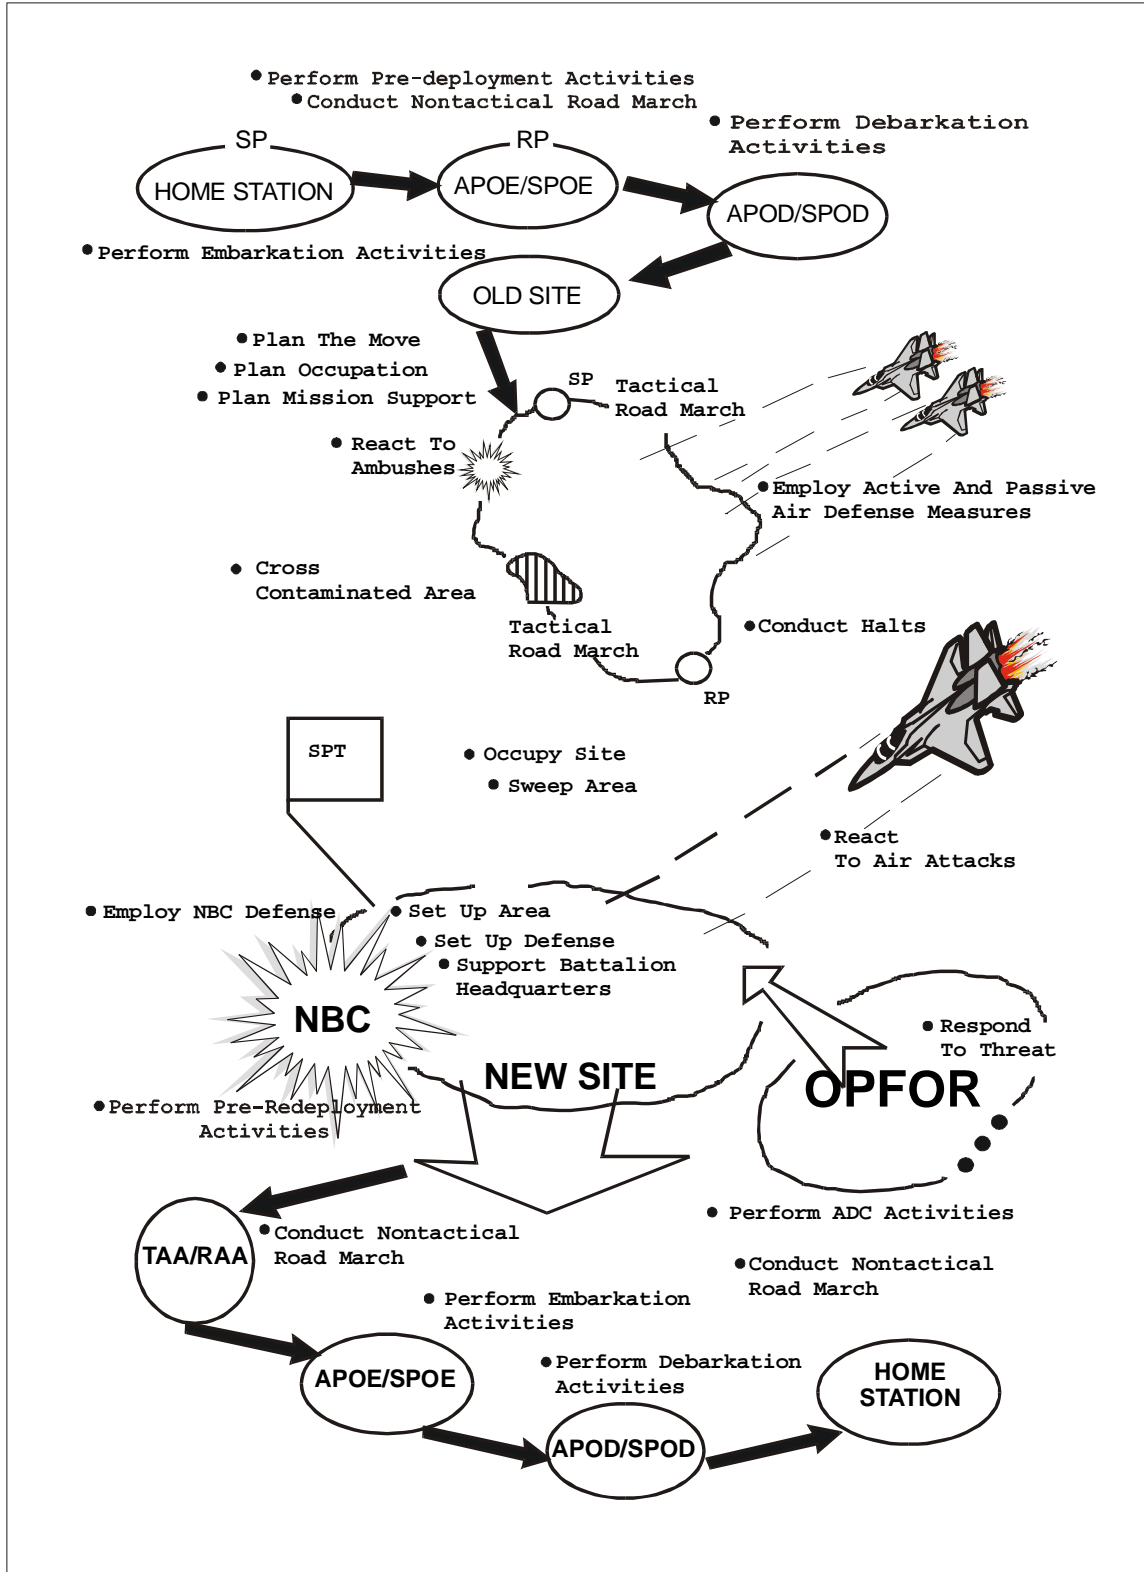 • Perform Pre-deployment Activities
• Conduct Nontactical Road March
• Perform Debarkation
Activities
SP
RP
HOME STATION
APOE/SPOE
APOD/SPOD
• Perform Embarkation Activities
OLD SITE
• Plan The Move
• Plan Occupation
• Plan Mission Support
SP
Tactical
Road March
• React To
Ambushes
• Employ Active And Passive
Air Defense Measures
• Cross
Contaminated Area
Tactical
Road March
• Conduct Halts
RP
SPT
• Occupy Site
• Sweep Area
• React
To Air Attacks
• Employ NBC Defense
• Set Up Area
• Set Up Defense
• Support Battalion
Headquarters
NBC
• Respond
To Threat
NEW SITE
OPFOR
• Perform Pre-Redeployment
Activities
• Perform ADC Activities
• Conduct Nontactical
Road March
TAA/RAA
• Conduct Nontactical
Road March
• Perform Embarkation
Activities
• Perform Debarkation
Activities
APOE/SPOE
HOME
STATION
APOD/SPOD